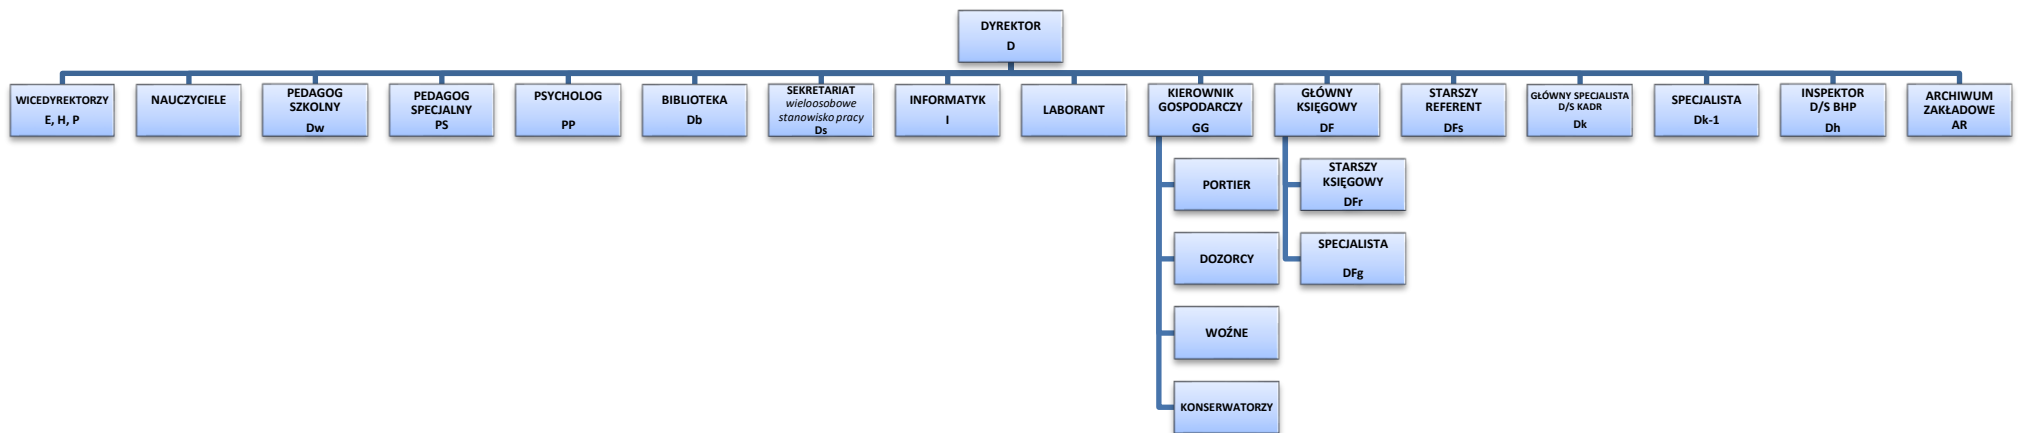 DYREKTOR
D
WICEDYREKTORZY
E, H, P
NAUCZYCIELE
PEDAGOG
SZKOLNY
Dw
PEDAGOG
SPECJALNY
PS
PSYCHOLOG
PP
BIBLIOTEKA
Db
SEKRETARIAT
wieloosobowe
stanowisko pracy
Ds
INFORMATYK
I
LABORANT
KIEROWNIK
GOSPODARCZY
GG
GŁÓWNY
KSIĘGOWY
DF
STARSZY
REFERENT
DFs
GŁÓWNY SPECJALISTA
D/S KADR
Dk
SPECJALISTA
Dk-1
INSPEKTOR
D/S BHP
Dh
ARCHIWUM
ZAKŁADOWE
AR
PORTIER
DOZORCY
WOŹNE
KONSERWATORZY
STARSZY
KSIĘGOWY
DFr
SPECJALISTA
DFg